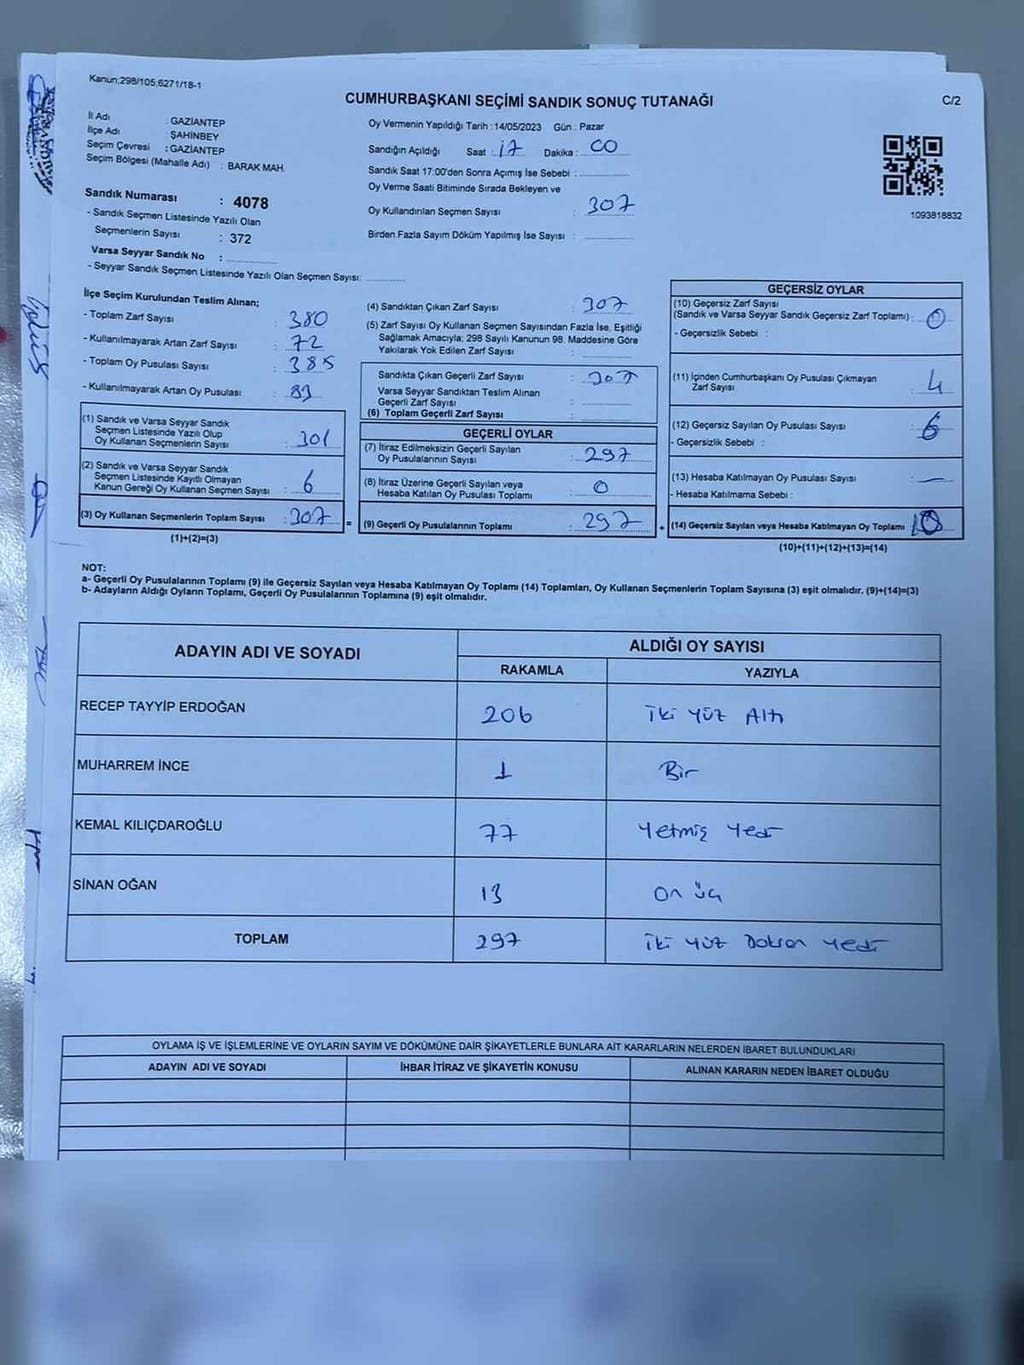 Kanun;298/105;6271/18-1
CUMHURBAŞKANI SEÇİMİ SANDIK SONUÇ TUTANAĞI
C/2
İl Adı : GAZİANTEP
İlçe Adı : ŞAHİNBEY
Seçim Çevresi : GAZİANTEP
Seçim Bölgesi (Mahalle Adı) : BARAK MAH.
Sandık Numarası : 4078
- Sandık Seçmen Listesinde Yazılı Olan
Seçmenlerin Sayısı : 372
Varsa Seyyar Sandık No :
- Seyyar Sandık Seçmen Listesinde Yazılı Olan Seçmen Sayısı:
Oy Vermenin Yapıldığı Tarih :14/05/2023 Gün : Pazar
Sandığın Açıldığı Saat : 17 Dakika : 00
Sandık Saat 17:00'den Sonra Açımış İse Sebebi :
Oy Verme Saati Bitiminde Sırada Bekleyen ve
Oy Kullandırılan Seçmen Sayısı : 307
Birden Fazla Sayım Döküm Yapılmış İse Sayısı :
1093818832
İlçe Seçim Kurulundan Teslim Alınan;
- Toplam Zarf Sayısı : 380
- Kullanılmayarak Artan Zarf Sayısı : 72
- Toplam Oy Pusulası Sayısı : 385
- Kullanılmayarak Artan Oy Pusulası :
(1) Sandık ve Varsa Seyyar Sandık
Seçmen Listesinde Yazılı Olup
Oy Kullanan Seçmenlerin Sayısı : 301
(2) Sandık ve Varsa Seyyar Sandık
Seçmen Listesinde Kayıtlı Olmayan
Kanun Gereği Oy Kullanan Seçmen Sayısı : 6
(3) Oy Kullanan Seçmenlerin Toplam Sayısı : 307 =
(1)+(2)=(3)
(4) Sandıktan Çıkan Zarf Sayısı : 307
(5) Zarf Sayısı Oy Kullanan Seçmen Sayısından Fazla İse, Eşitliği
Sağlamak Amacıyla; 298 Sayılı Kanunun 98. Maddesine Göre
Yakılarak Yok Edilen Zarf Sayısı :
Sandıkta Çıkan Geçerli Zarf Sayısı : 307
Varsa Seyyar Sandıktan Teslim Alınan
Geçerli Zarf Sayısı :
(6) Toplam Geçerli Zarf Sayısı :
GEÇERLİ OYLAR
(7) İtiraz Edilmeksizin Geçerli Sayılan
Oy Pusulalarının Sayısı : 297
(8) İtiraz Üzerine Geçerli Sayılan veya
Hesaba Katılan Oy Pusulası Toplamı : 0
(9) Geçerli Oy Pusulalarının Toplamı : 297 +
GEÇERSİZ OYLAR
(10) Geçersiz Zarf Sayısı
(Sandık ve Varsa Seyyar Sandık Geçersiz Zarf Toplamı) : 0
- Geçersizlik Sebebi :
(11) İçinden Cumhurbaşkanı Oy Pusulası Çıkmayan
Zarf Sayısı : 4
(12) Geçersiz Sayılan Oy Pusulası Sayısı : 6
- Geçersizlik Sebebi :
(13) Hesaba Katılmayan Oy Pusulası Sayısı : —
- Hesaba Katılmama Sebebi :
(14) Geçersiz Sayılan veya Hesaba Katılmayan Oy Toplamı : 10
(10)+(11)+(12)+(13)=(14)
NOT:
a- Geçerli Oy Pusulalarının Toplamı (9) ile Geçersiz Sayılan veya Hesaba Katılmayan Oy Toplamı (14) Toplamları, Oy Kullanan Seçmenlerin Toplam Sayısına (3) eşit olmalıdır. (9)+(14)=(3)
b- Adayların Aldığı Oyların Toplamı, Geçerli Oy Pusulalarının Toplamına (9) eşit olmalıdır.
ADAYIN ADI VE SOYADI
ALDIĞI OY SAYISI
RAKAMLA YAZIYLA
RECEP TAYYİP ERDOĞAN 206 İki Yüz Altı
MUHARREM İNCE 1 Bir
KEMAL KILIÇDAROĞLU 77 Yetmiş Yedi
SİNAN OĞAN 13 On üç
TOPLAM 297 İki Yüz Doksan Yedi
OYLAMA İŞ VE İŞLEMLERİNE VE OYLARIN SAYIM VE DÖKÜMÜNE DAİR ŞİKAYETLERLE BUNLARA AİT KARARLARIN NELERDEN İBARET BULUNDUKLARI
ADAYIN ADI VE SOYADI
İHBAR İTİRAZ VE ŞİKAYETİN KONUSU
ALINAN KARARIN NEDEN İBARET OLDUĞU